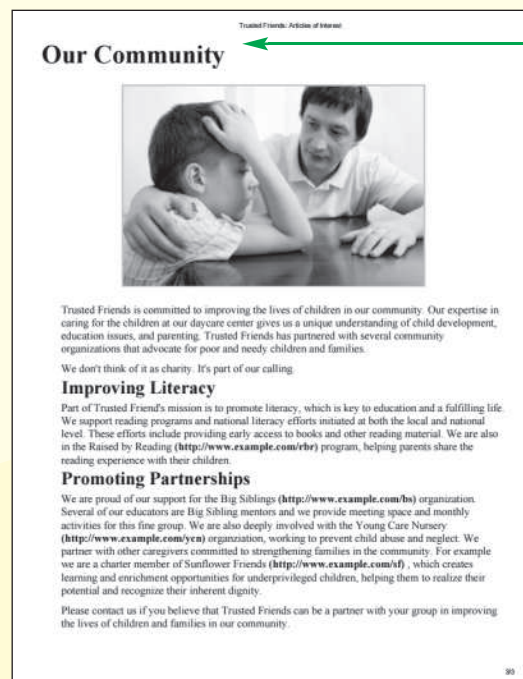 Trusted Friends: Articles of Interest
Our Community
Trusted Friends is committed to improving the lives of children in our community. Our expertise in
caring for the children at our daycare center gives us a unique understanding of child development,
education issues, and parenting. Trusted Friends has partnered with several community
organizations that advocate for poor and needy children and families.
We don't think of it as charity. It's part of our calling.
Improving Literacy
Part of Trusted Friend's mission is to promote literacy, which is key to education and a fulfilling life.
We support reading programs and national literacy efforts initiated at both the local and national
level. These efforts include providing early access to books and other reading material. We are also
in the Raised by Reading (http://www.example.com/rbr) program, helping parents share the
reading experience with their children.
Promoting Partnerships
We are proud of our support for the Big Siblings (http://www.example.com/bs) organization.
Several of our educators are Big Sibling mentors and we provide meeting space and monthly
activities for this fine group. We are also deeply involved with the Young Care Nursery
(http://www.example.com/ycn) organziation, working to prevent child abuse and neglect. We
partner with other caregivers committed to strengthening families in the community. For example
we are a charter member of Sunflower Friends (http://www.example.com/sf) , which creates
learning and enrichment opportunities for underprivileged children, helping them to realize their
potential and recognize their inherent dignity.
Please contact us if you believe that Trusted Friends can be a partner with your group in improving
the lives of children and families in our community.